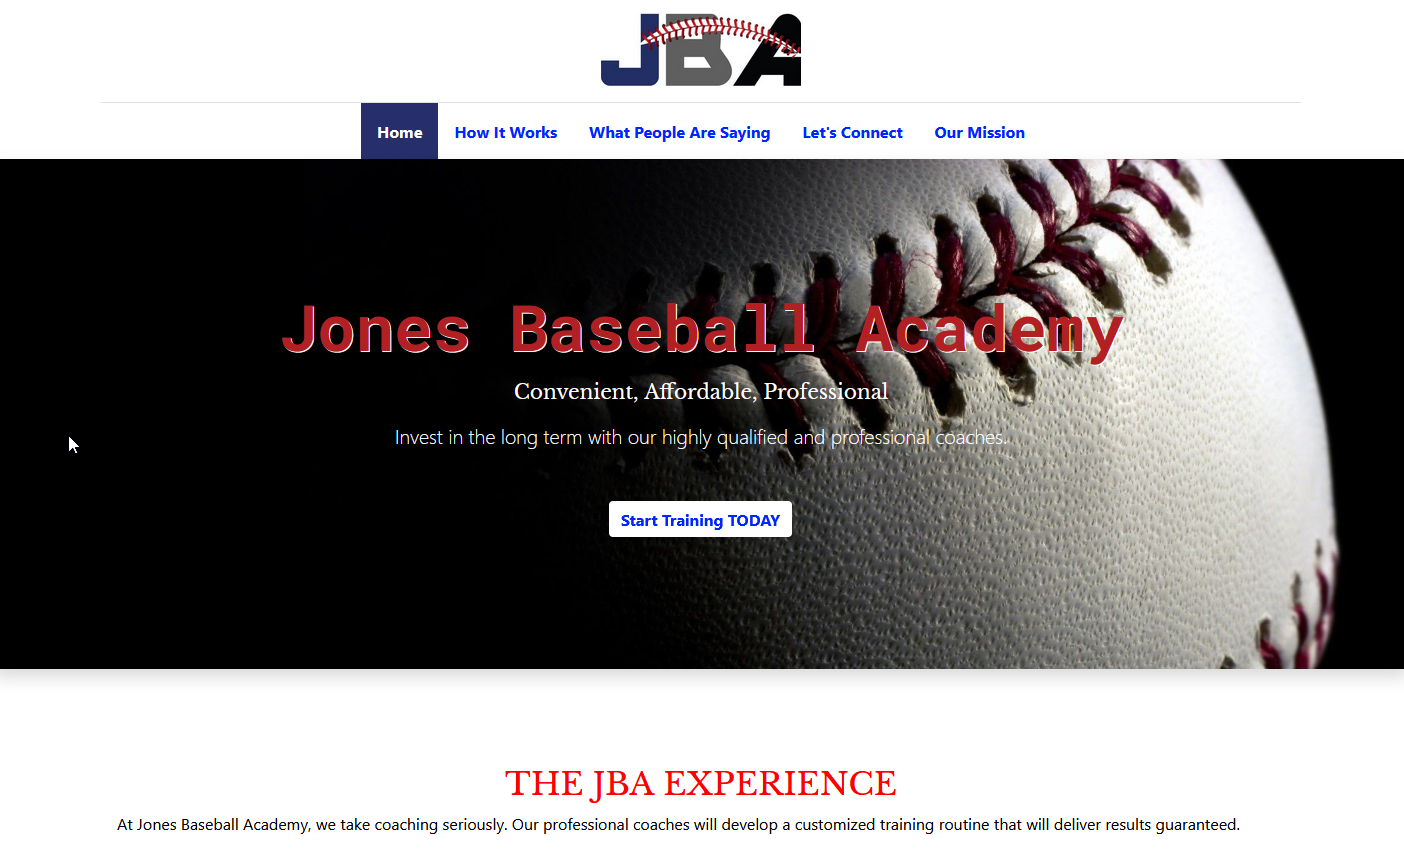 JBA
Home How It Works What People Are Saying Let's Connect Our Mission
Jones Baseball Academy
Convenient, Affordable, Professional
Invest in the long term with our highly qualified and professional coaches.
Start Training TODAY
THE JBA EXPERIENCE
At Jones Baseball Academy, we take coaching seriously. Our professional coaches will develop a customized training routine that will deliver results guaranteed.